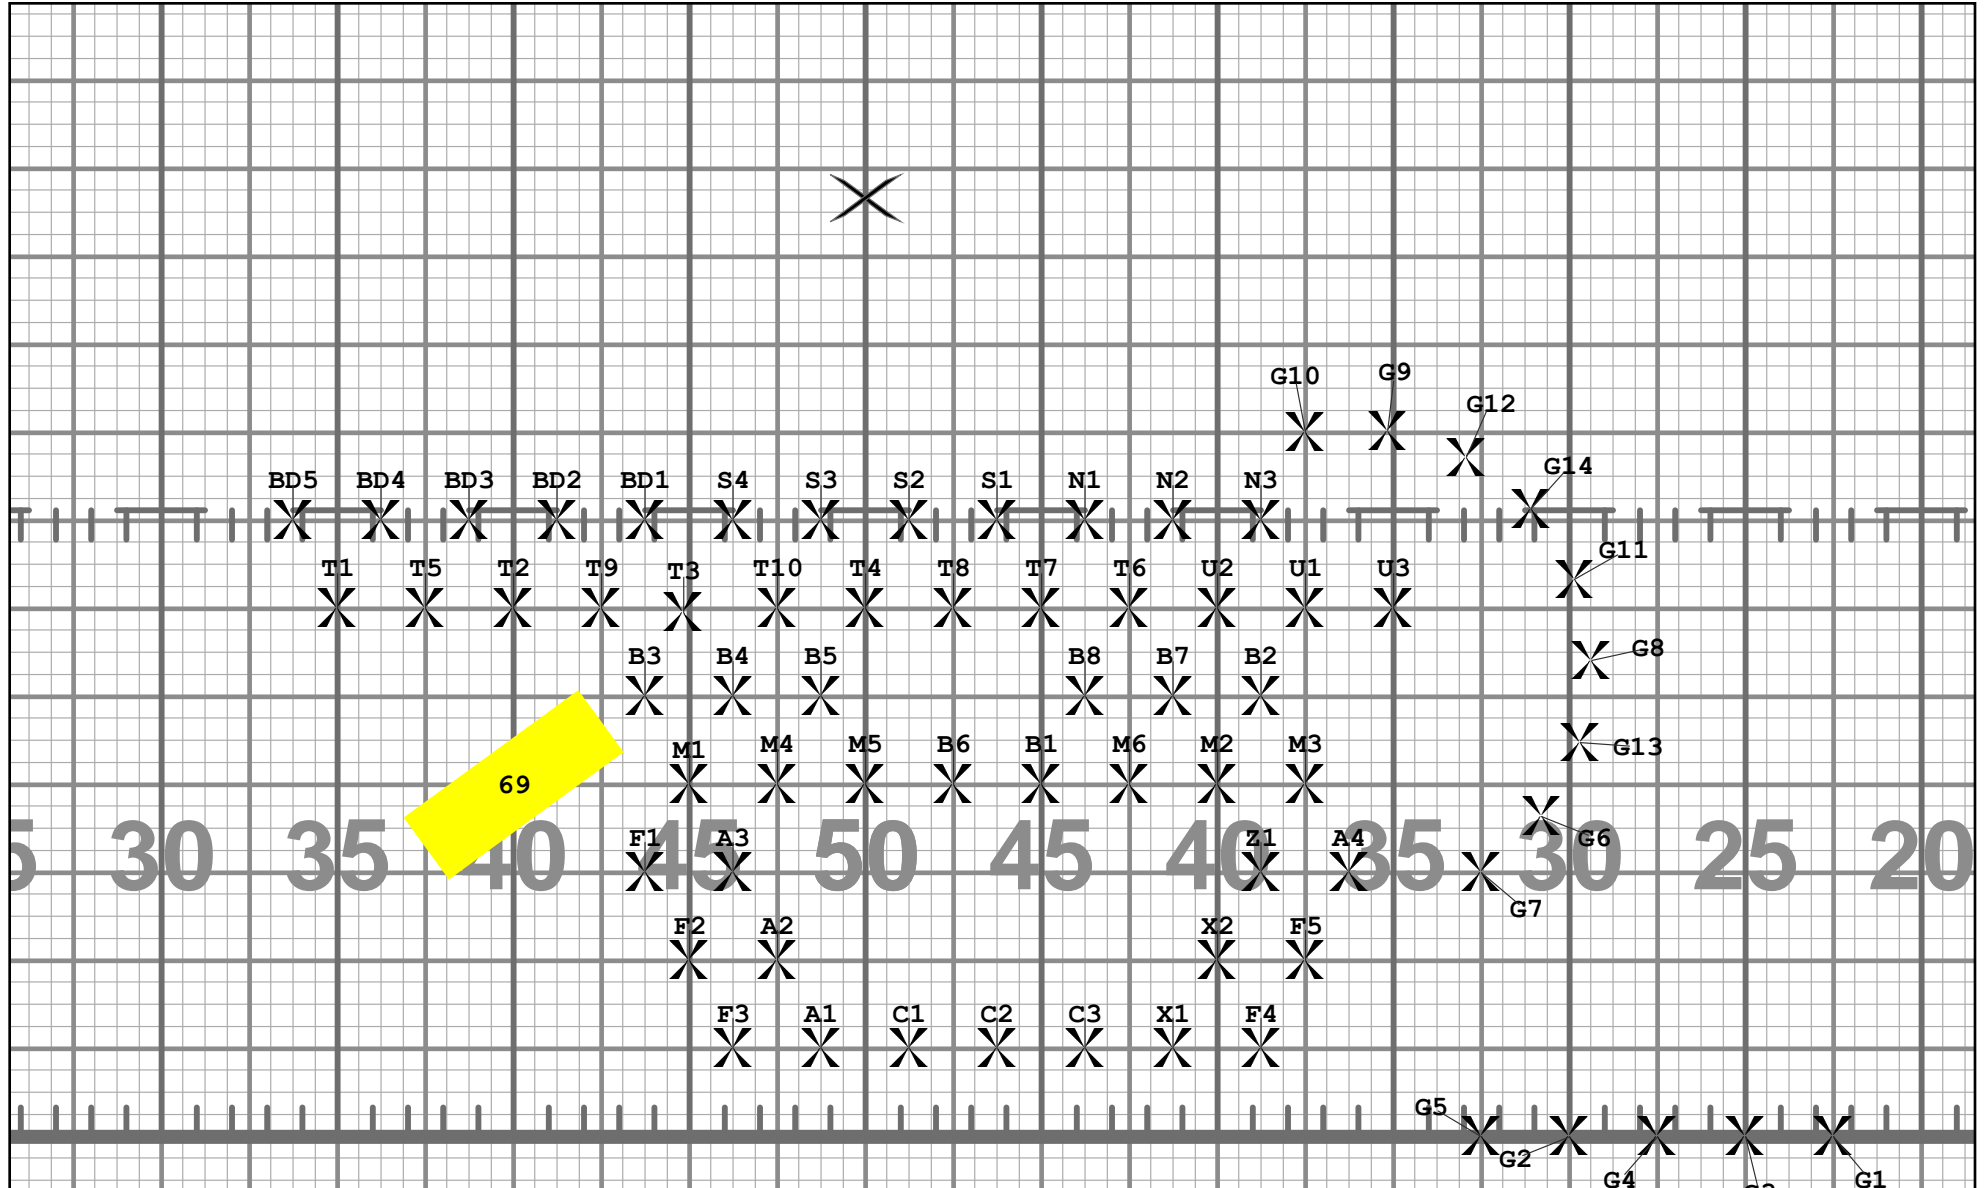 G10 G9
G12
G14
BD5 BD4 BD3 BD2 BD1 S4 S3 S2 S1 N1 N2 N3
G11
T1 T5 T2 T9 T3 T10 T4 T8 T7 T6 U2 U1 U3
G8
B3 B4 B5 B8 B7 B2
G13
M1 M4 M5 B6 B1 M6 M2 M3
69
F1 A3 Z1 A4 G6
5 30 35 40 45 50 45 40 35 30 25 20
G7
F2 A2 X2 F5
F3 A1 C1 C2 C3 X1 F4
G5
G2
G4 G1